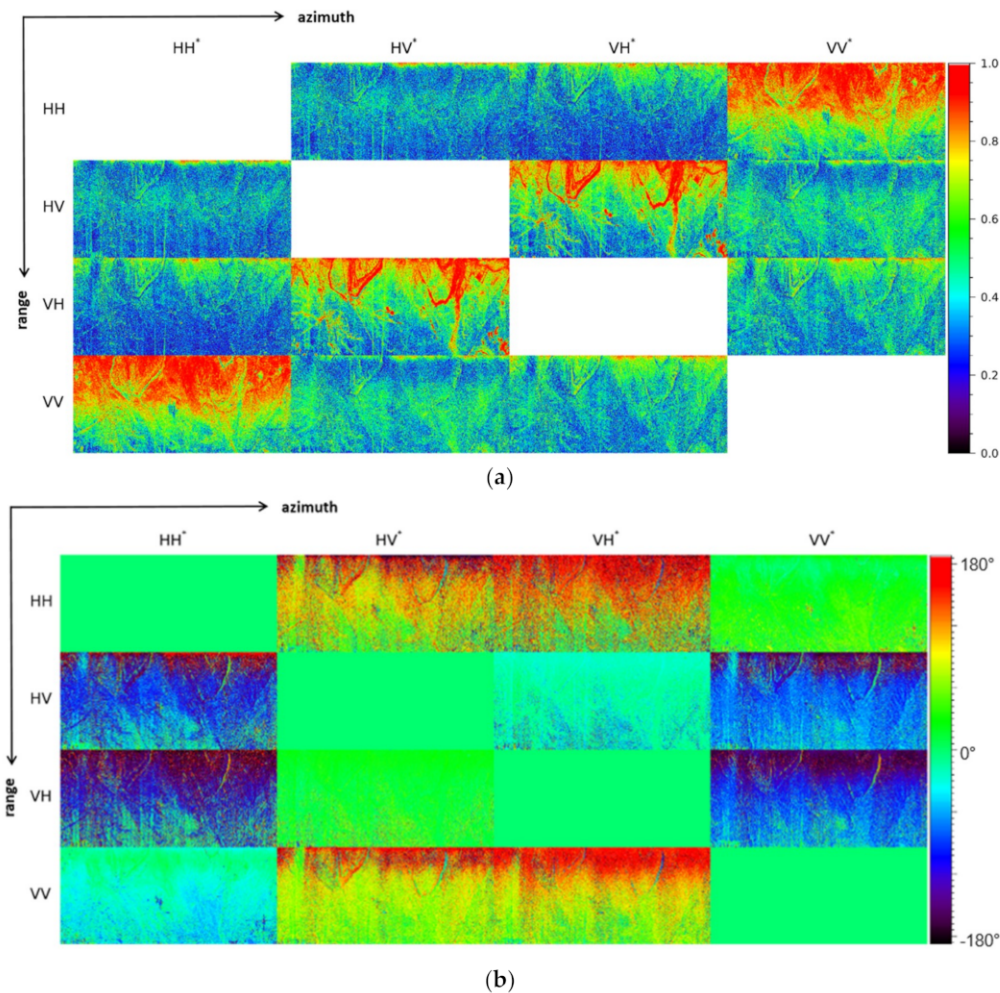 azimuth
HH* HV* VH* VV*
HH
HV
VH
VV
range
1.0
0.8
0.6
0.4
0.2
0.0
(a)
azimuth
HH* HV* VH* VV*
HH
HV
VH
VV
range
180°
0°
-180°
(b)